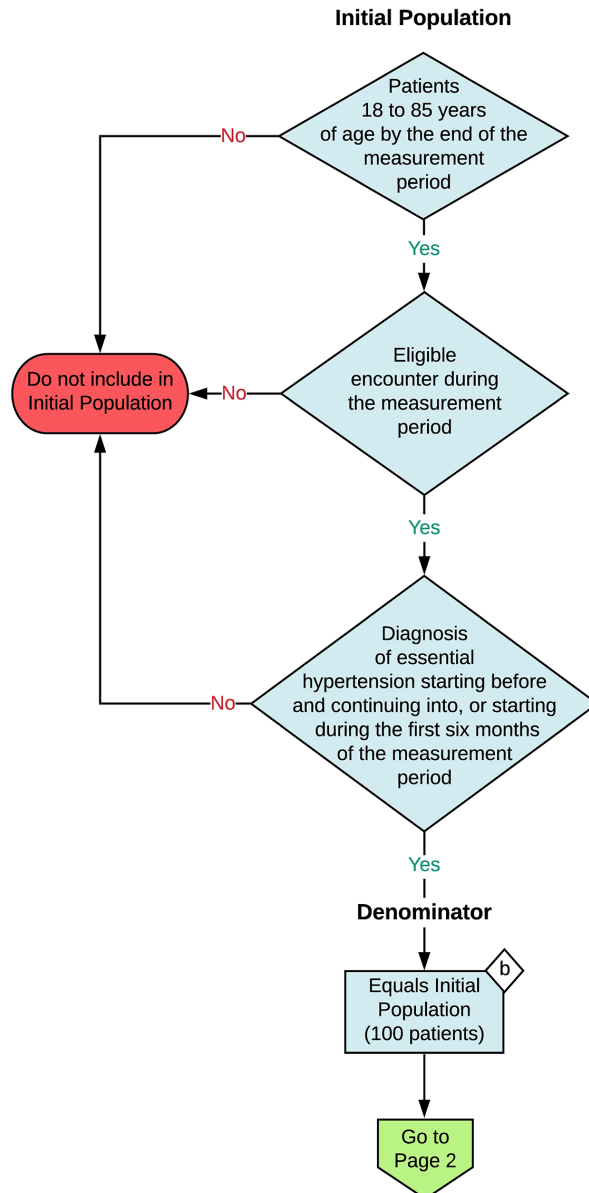 Initial Population
Patients
18 to 85 years
of age by the end of the
measurement
period
No
Yes
Eligible
encounter during
the measurement
period
Do not include in
Initial Population
No
Yes
Diagnosis
of essential
hypertension starting before
and continuing into, or starting
during the first six months
of the measurement
period
No
Yes
Denominator
b
Equals Initial
Population
(100 patients)
Go to
Page 2